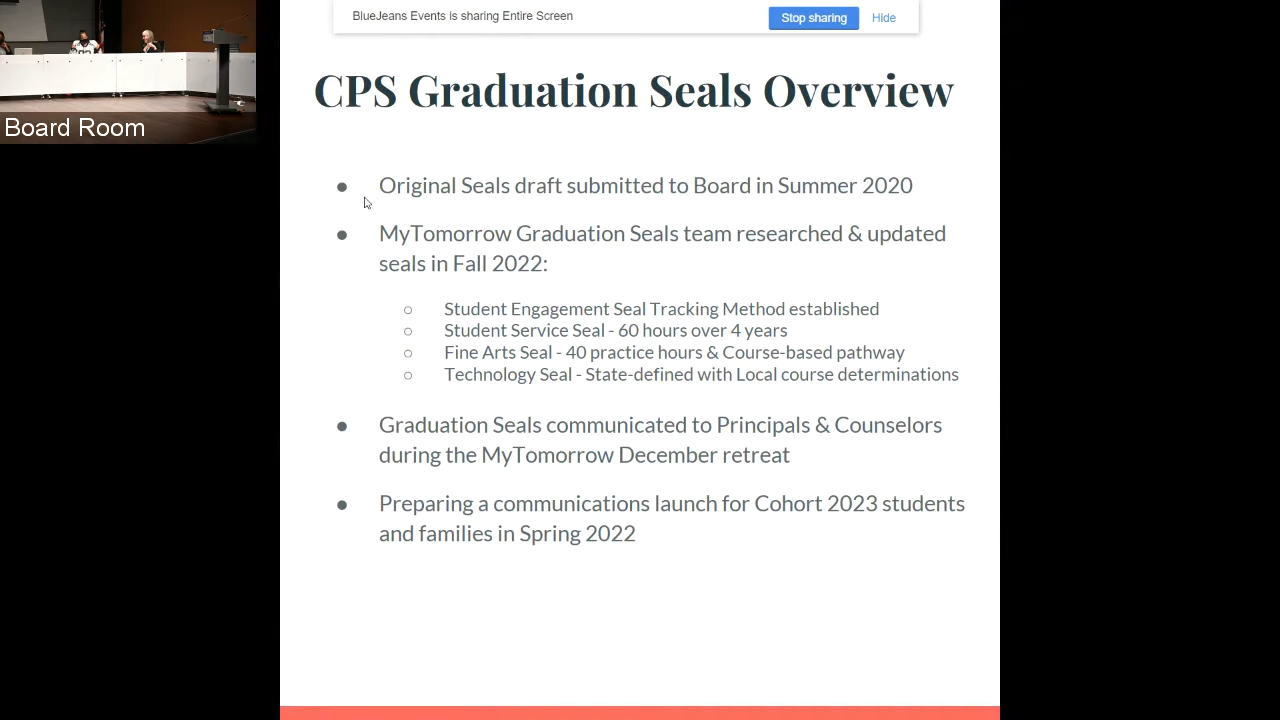 BlueJeans Events is sharing Entire Screen
Stop sharing
Hide
Board Room
CPS Graduation Seals Overview
● Original Seals draft submitted to Board in Summer 2020
● MyTomorrow Graduation Seals team researched & updated
seals in Fall 2022:
○ Student Engagement Seal Tracking Method established
○ Student Service Seal - 60 hours over 4 years
○ Fine Arts Seal - 40 practice hours & Course-based pathway
○ Technology Seal - State-defined with Local course determinations
● Graduation Seals communicated to Principals & Counselors
during the MyTomorrow December retreat
● Preparing a communications launch for Cohort 2023 students
and families in Spring 2022